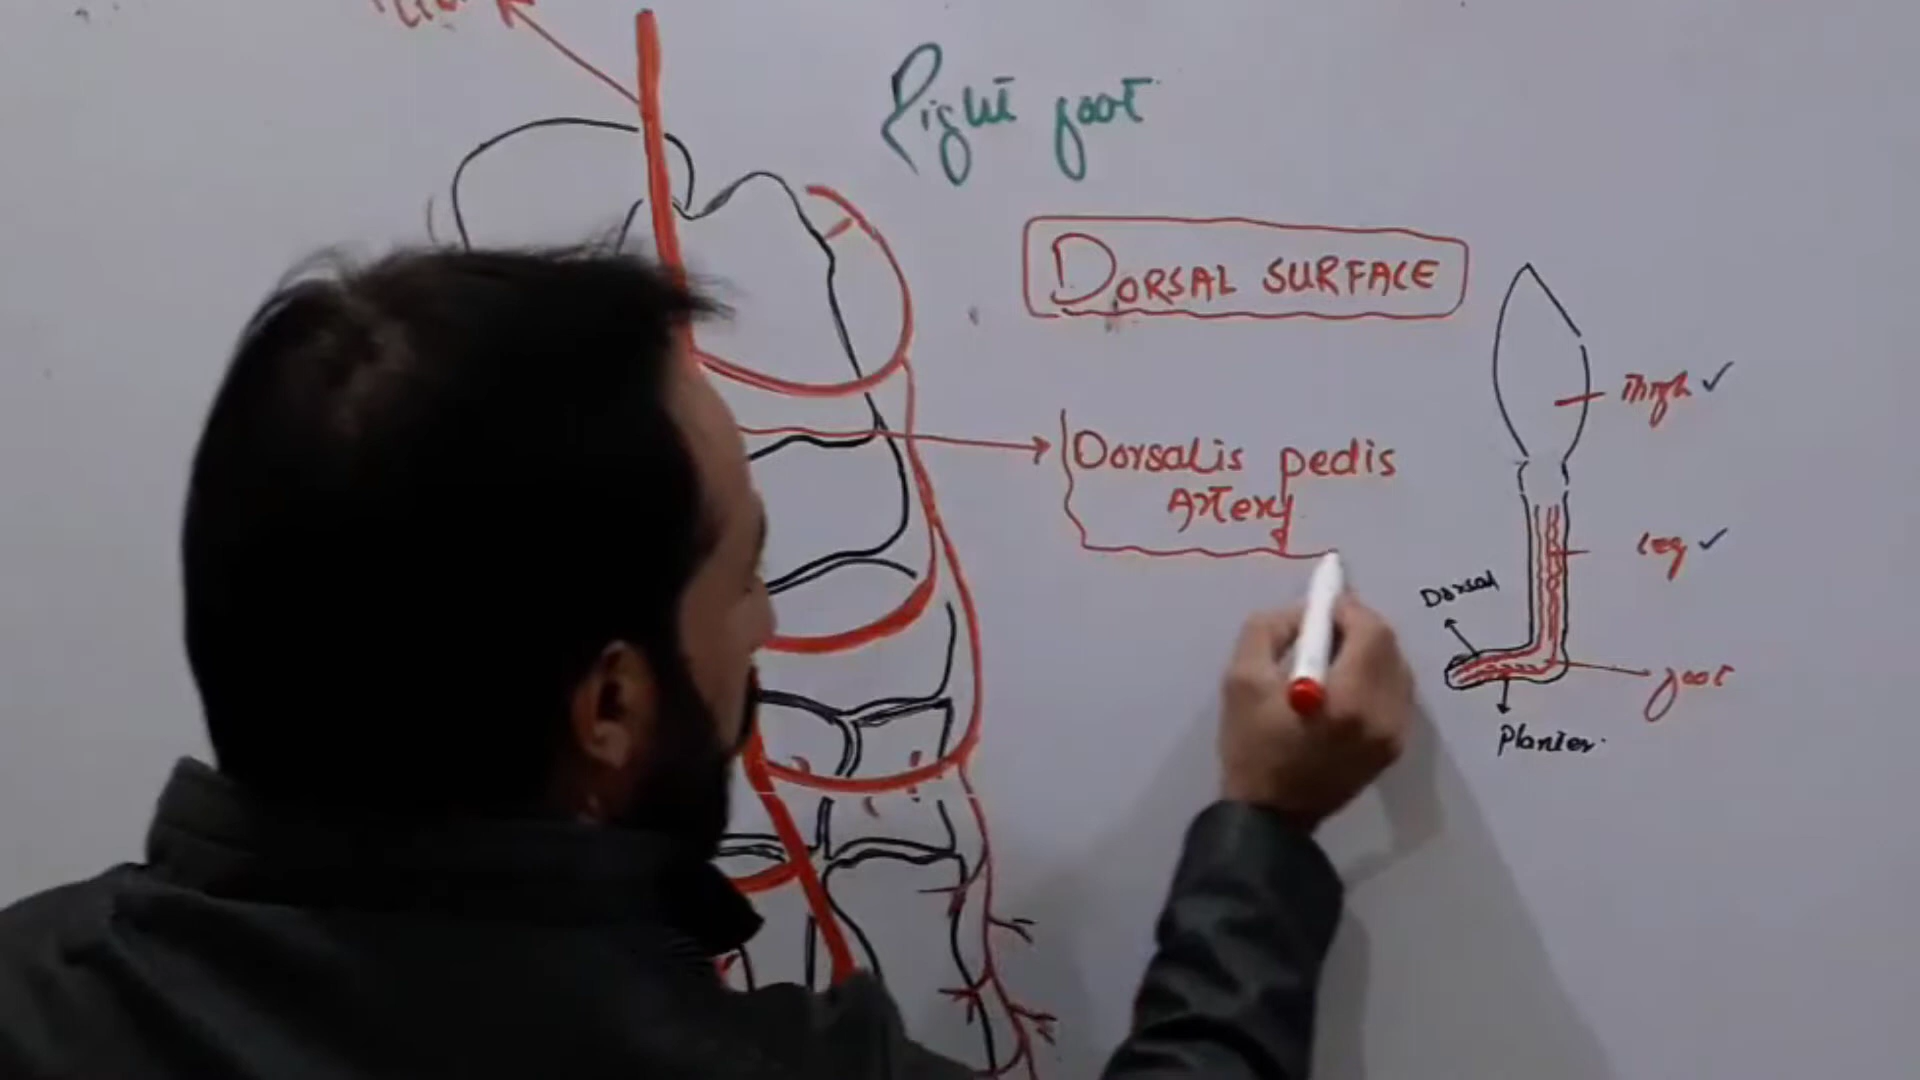 Right foot
DORSAL SURFACE
Thigh
Dorsalis pedis
Artery
Leg
Dorsal
foot
Planter.